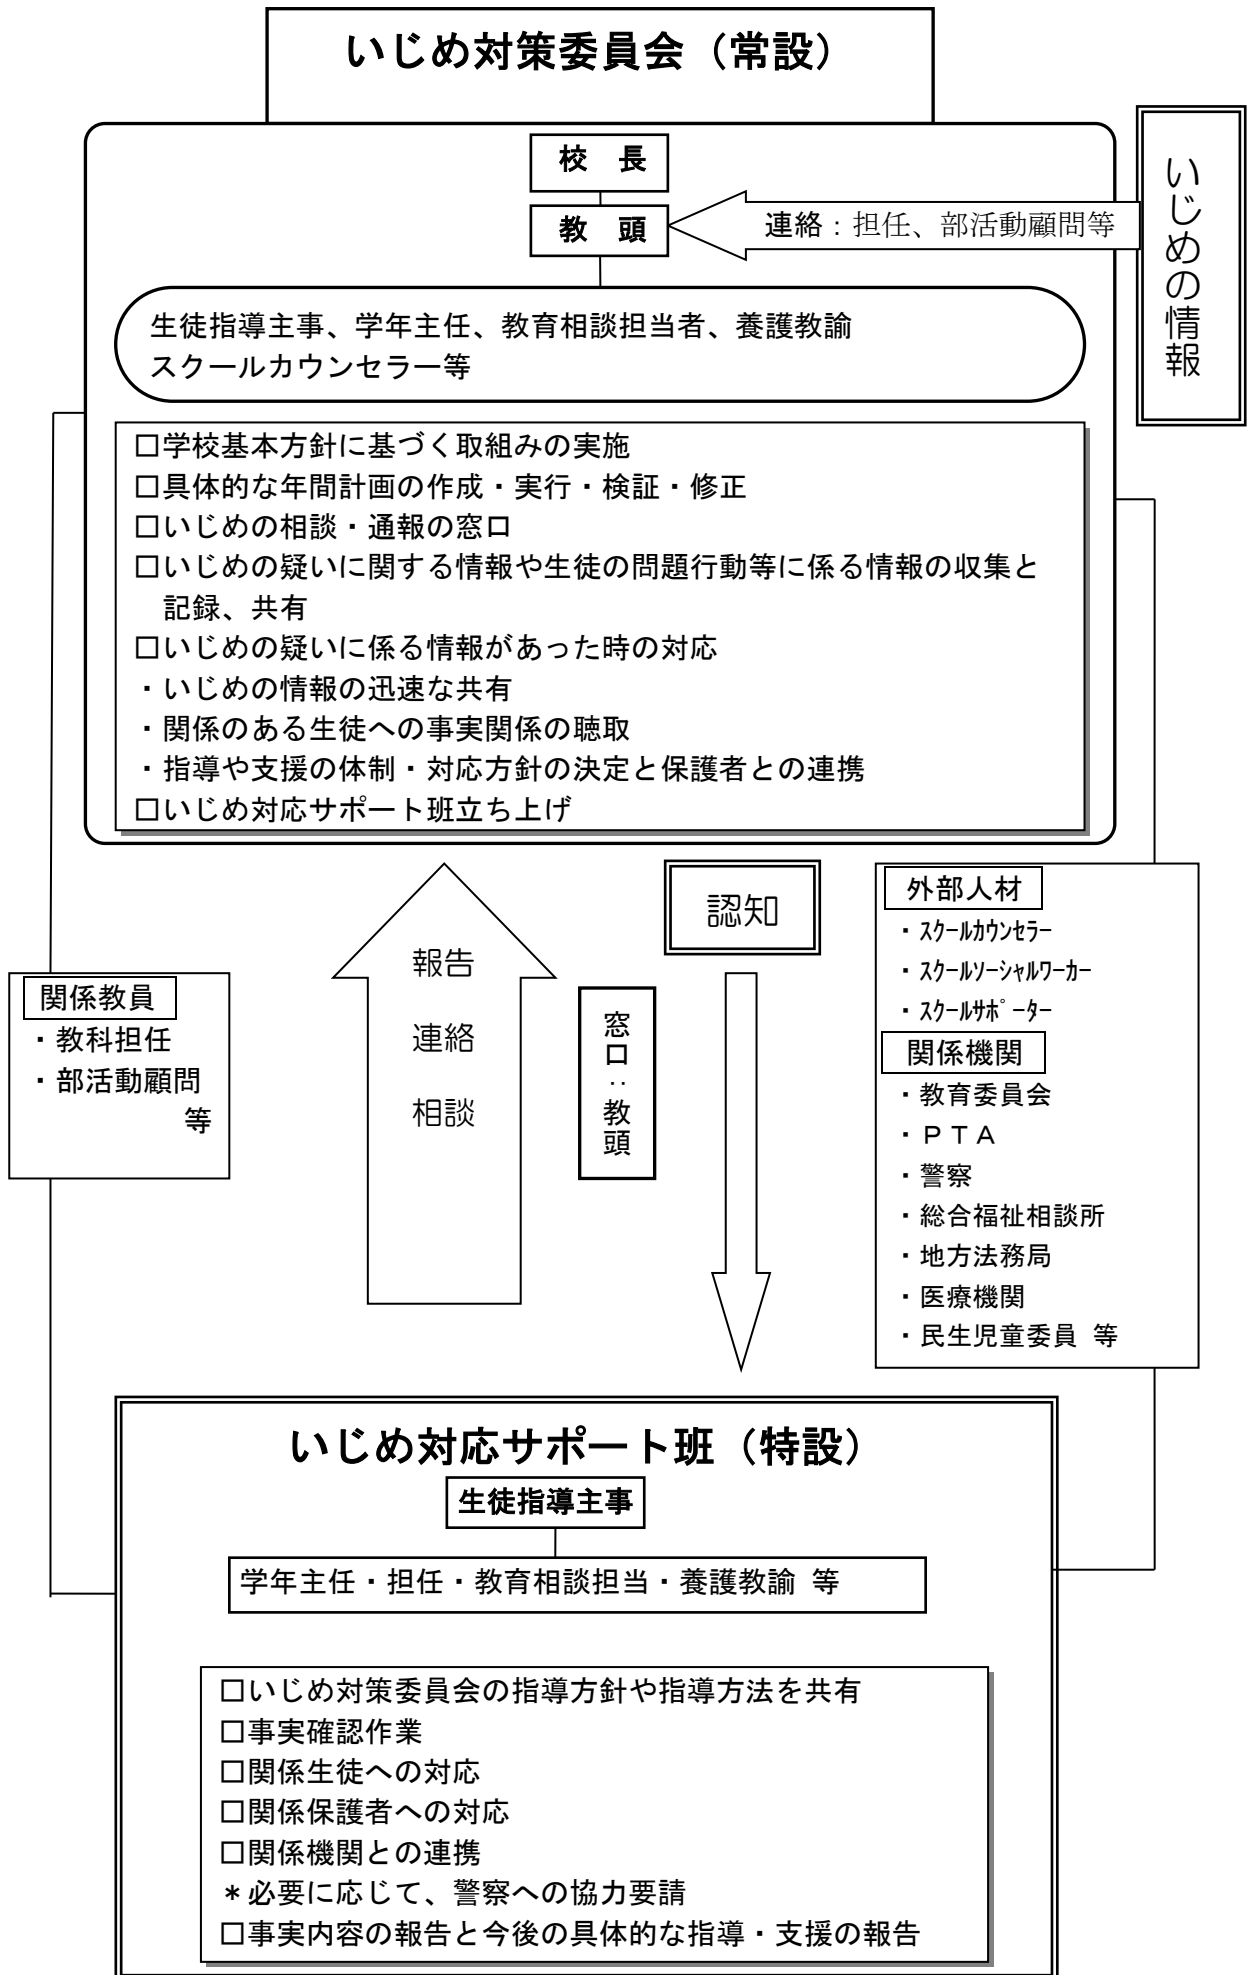 いじめ対策委員会（常設）
校　長
教　頭
連絡：担任、部活動顧問等
いじめの情報
生徒指導主事、学年主任、教育相談担当者、養護教諭
スクールカウンセラー等
□学校基本方針に基づく取組みの実施
□具体的な年間計画の作成・実行・検証・修正
□いじめの相談・通報の窓口
□いじめの疑いに関する情報や生徒の問題行動等に係る情報の収集と
記録、共有
□いじめの疑いに係る情報があった時の対応
・いじめの情報の迅速な共有
・関係のある生徒への事実関係の聴取
・指導や支援の体制・対応方針の決定と保護者との連携
□いじめ対応サポート班立ち上げ
関係教員
・教科担任
・部活動顧問
等
報告
連絡
相談
認知
窓口：教頭
外部人材
・ｽｸｰﾙｶｳﾝｾﾗｰ
・ｽｸｰﾙｿｰｼｬﾙﾜｰｶｰ
・ｽｸｰﾙｻﾎﾟｰﾀｰ
関係機関
・教育委員会
・ＰＴＡ
・警察
・総合福祉相談所
・地方法務局
・医療機関
・民生児童委員 等
いじめ対応サポート班（特設）
生徒指導主事
学年主任・担任・教育相談担当・養護教諭 等
□いじめ対策委員会の指導方針や指導方法を共有
□事実確認作業
□関係生徒への対応
□関係保護者への対応
□関係機関との連携
＊必要に応じて、警察への協力要請
□事実内容の報告と今後の具体的な指導・支援の報告